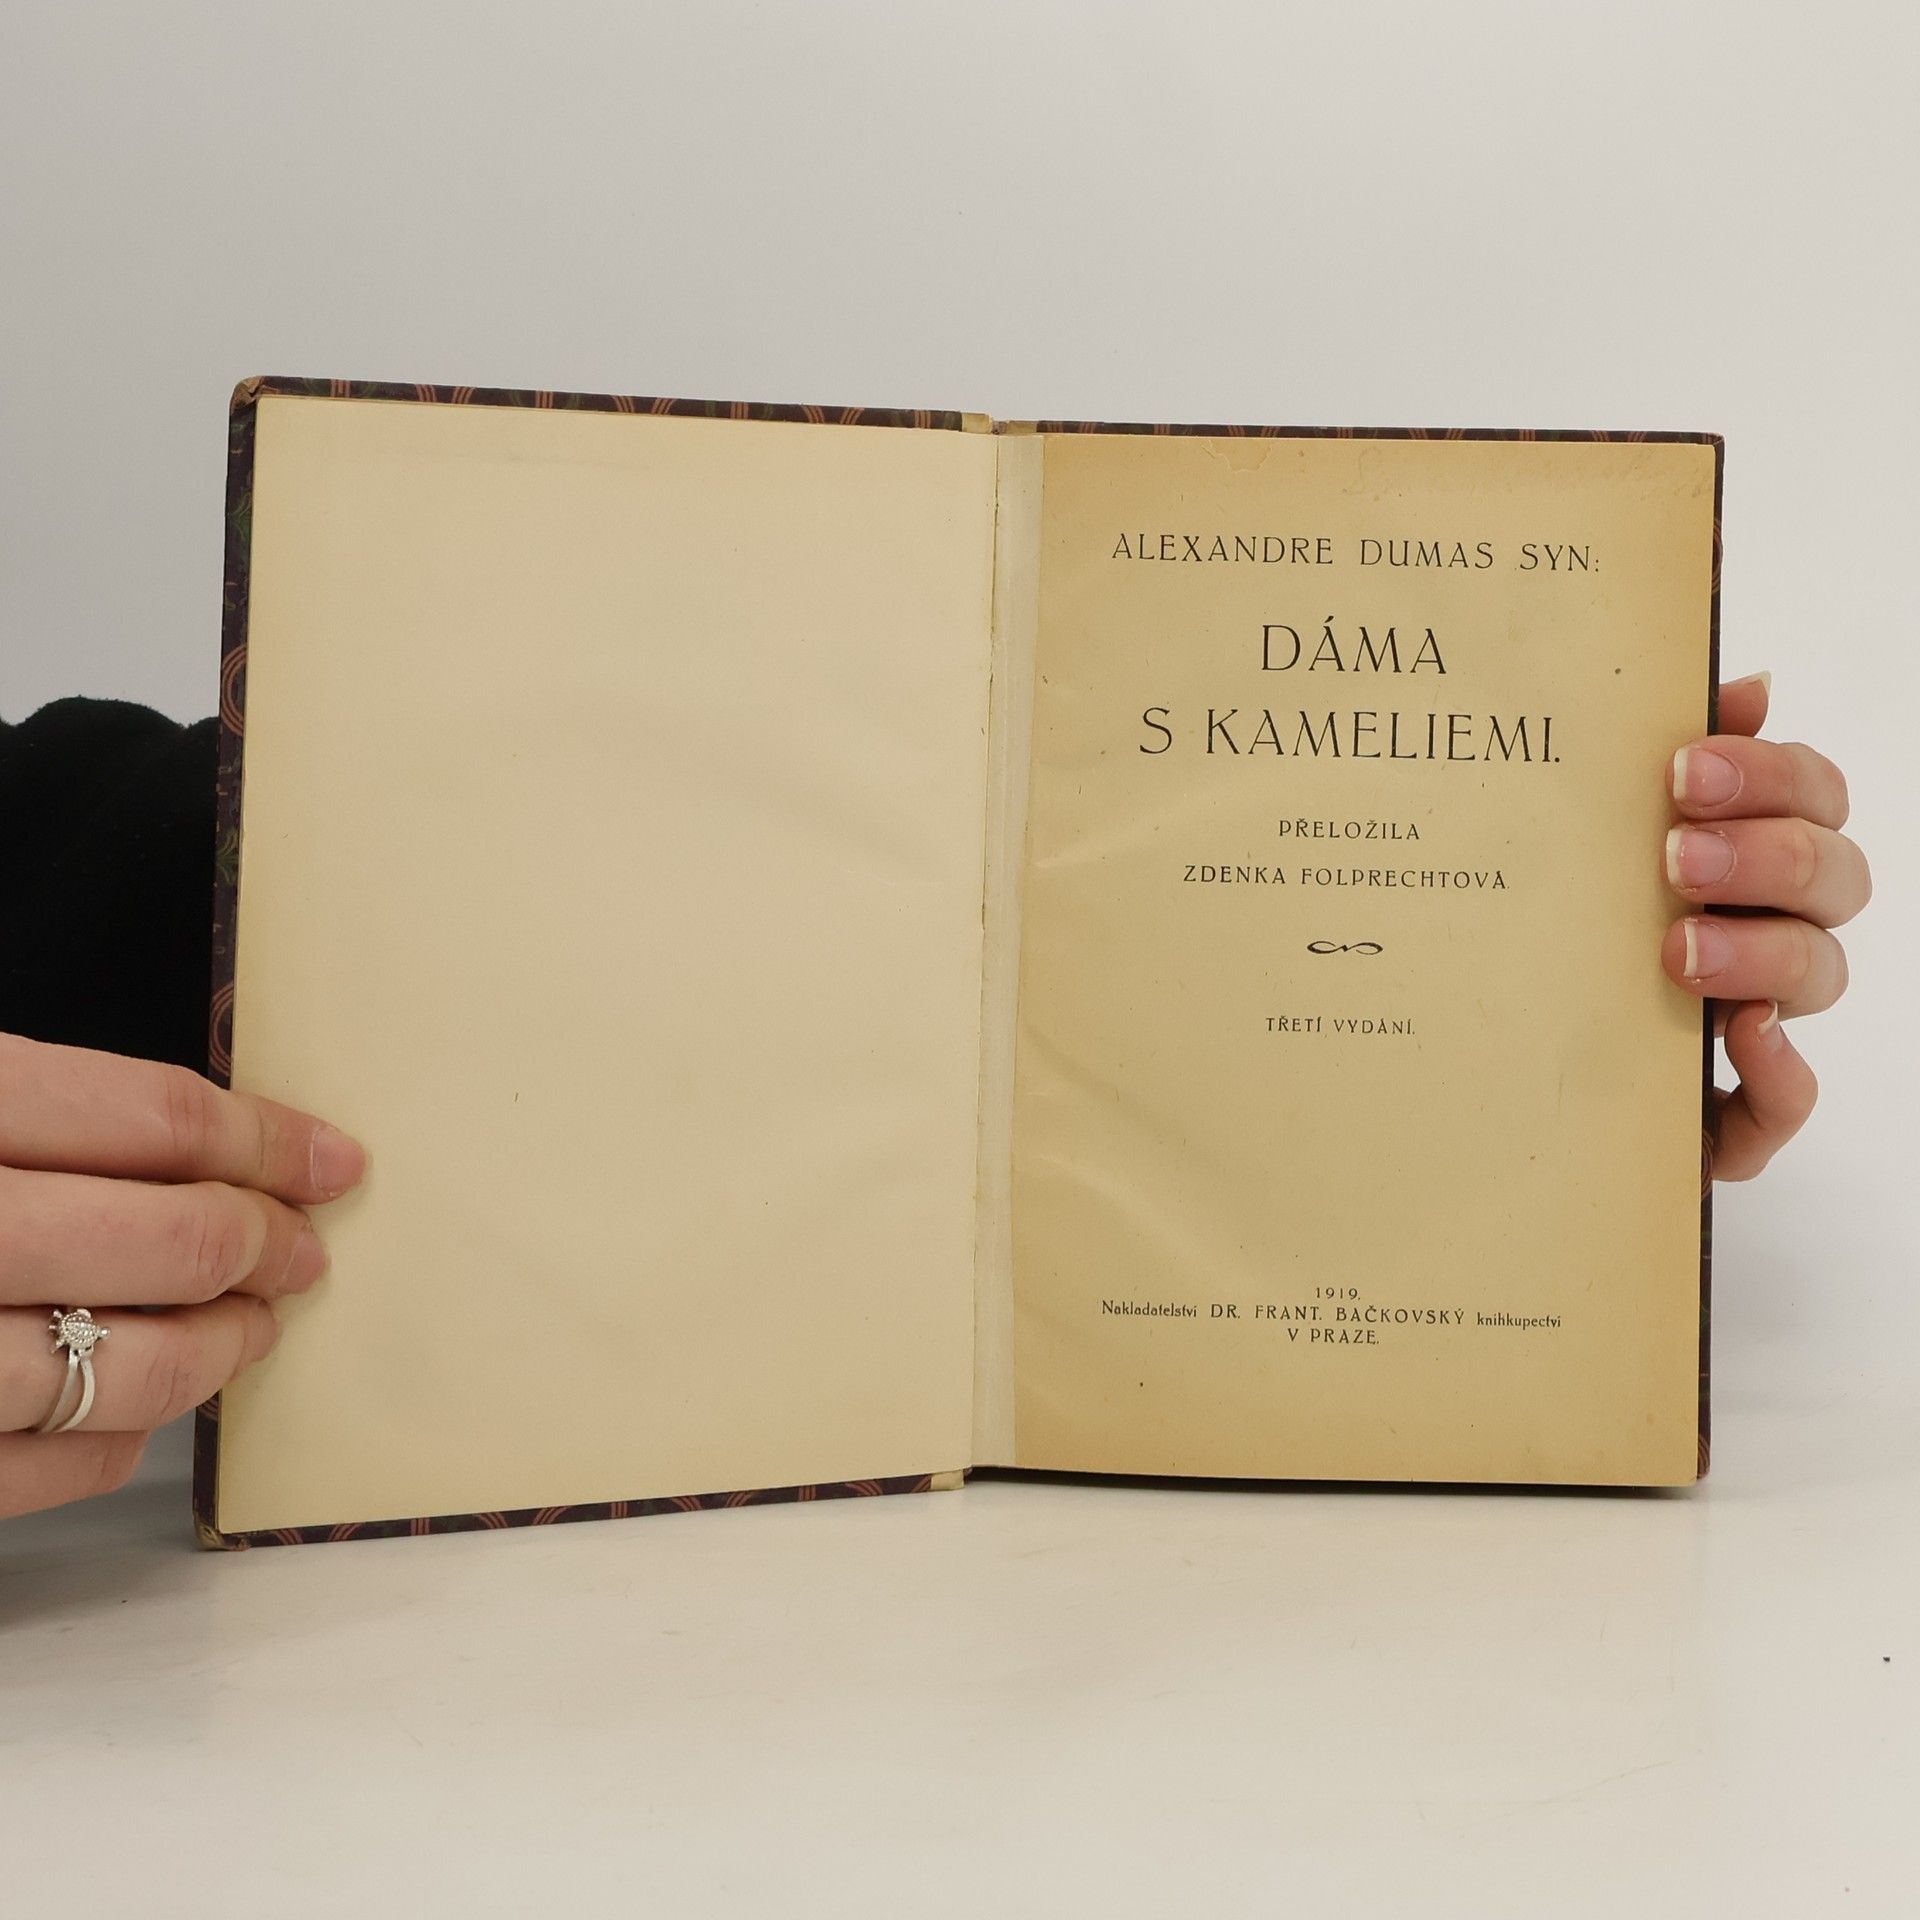 ALEXANDRE DUMAS SYN:
DÁMA
S KAMELIEMI.
PŘELOŽILA
ZDENKA FOLPRECHTOVÁ.
TŘETÍ VYDÁNÍ.
1919.
Nakladatelství DR. FRANT. BAČKOVSKÝ knihkupectví
V PRAZE.